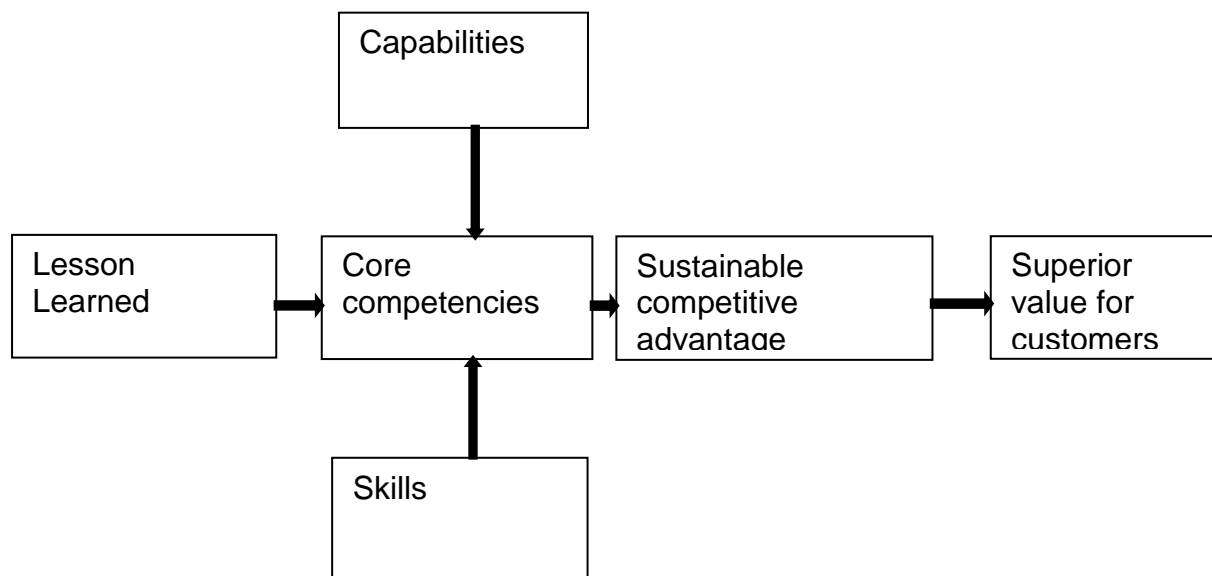 Capabilities
Lesson
Learned
Core
competencies
Sustainable
competitive
advantage
Superior
value for
customers
Skills